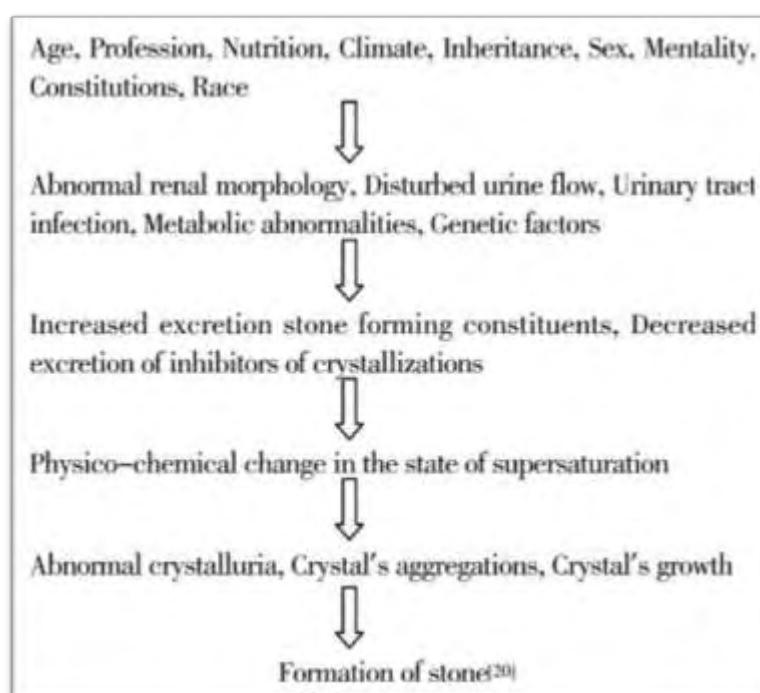 Age, Profession, Nutrition, Climate, Inheritance, Sex, Mentality,
Constitutions, Race
Abnormal renal morphology, Disturbed urine flow, Urinary tract
infection, Metabolic abnormalities, Genetic factors
Increased excretion stone forming constituents, Decreased
excretion of inhibitors of crystallizations
Physico-chemical change in the state of supersaturation
Abnormal crystalluria, Crystal's aggregations, Crystal's growth
Formation of stone[20]